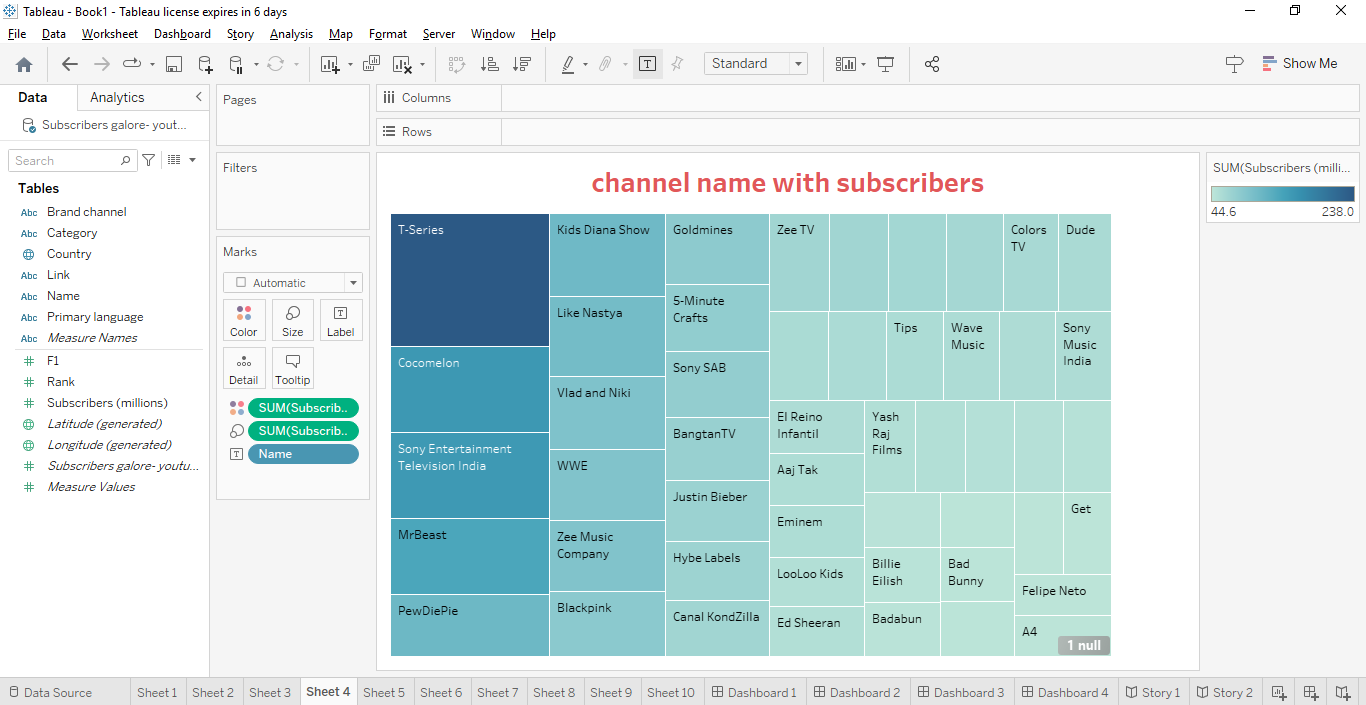 Tableau - Book1 - Tableau license expires in 6 days
File Data Worksheet Dashboard Story Analysis Map Format Server Window Help
Standard
Show Me
Data Analytics
Subscribers galore- yout...
Search
Tables
Abc Brand channel
Abc Category
Country
Abc Link
Abc Name
Abc Primary language
Abc Measure Names
F1
Rank
Subscribers (millions)
Latitude (generated)
Longitude (generated)
Subscribers galore- youtu...
Measure Values
Pages
Filters
Marks
Automatic
Color Size Label
Detail Tooltip
SUM(Subscrib..
SUM(Subscrib..
Name
Columns
Rows
channel name with subscribers
T-Series
Cocomelon
Sony Entertainment
Television India
MrBeast
PewDiePie
Kids Diana Show
Like Nastya
Vlad and Niki
WWE
Zee Music
Company
Blackpink
Goldmines
5-Minute
Crafts
Sony SAB
BangtanTV
Justin Bieber
Hybe Labels
Canal KondZilla
Zee TV
Colors
TV
Dude
Tips
Wave
Music
Sony
Music
India
El Reino
Infantil
Aaj Tak
Eminem
LooLoo Kids
Ed Sheeran
Yash
Raj
Films
Billie
Eilish
Badabun
Bad
Bunny
Get
Felipe Neto
A4
1 null
SUM(Subscribers (milli...
44.6 238.0
Data Source Sheet 1 Sheet 2 Sheet 3 Sheet 4 Sheet 5 Sheet 6 Sheet 7 Sheet 8 Sheet 9 Sheet 10 Dashboard 1 Dashboard 2 Dashboard 3 Dashboard 4 Story 1 Story 2